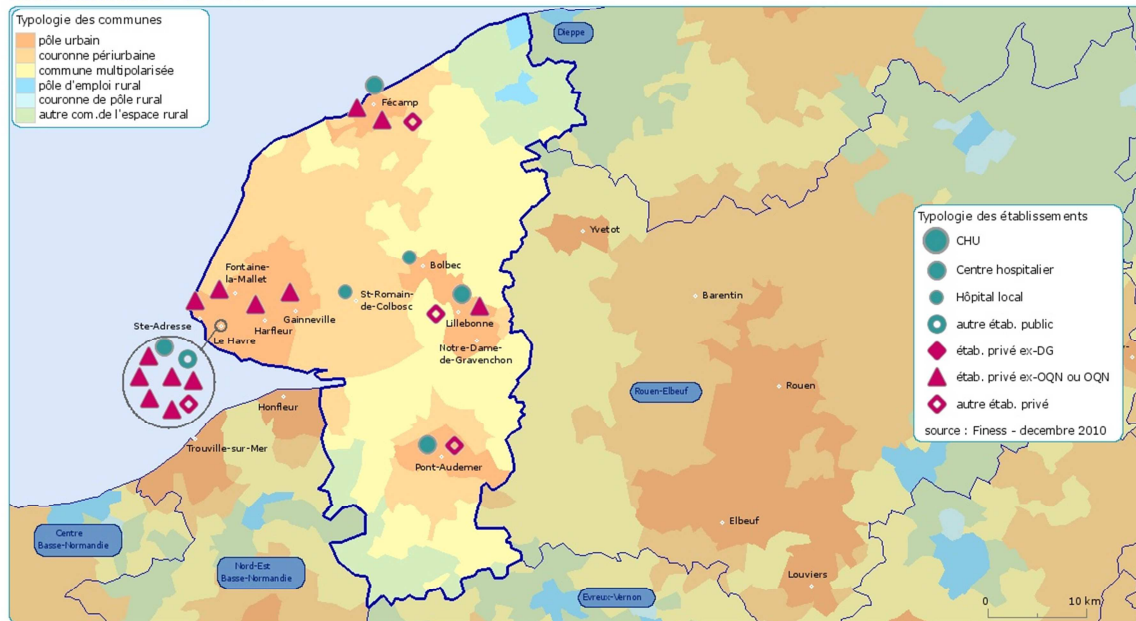 Typologie des communes
pôle urbain
couronne périurbaine
commune multipolarisée
pôle d'emploi rural
couronne de pôle rural
autre com.de l'espace rural
Dieppe
Fécamp
Yvetot
Bolbec
Fontaine-
la-Mallet
St-Romain-
de-Colbosc
Barentin
Gainneville
Lillebonne
Ste-Adresse
Harfleur
Le Havre
Notre-Dame-
de-Gravenchon
Rouen
Rouen-Elbeuf
Honfleur
Trouville-sur-Mer
Pont-Audemer
Elbeuf
Centre
Basse-Normandie
Nord-Est
Basse-Normandie
Louviers
Evreux-Vernon
Typologie des établissements
CHU
Centre hospitalier
Hôpital local
autre étab. public
étab. privé ex-DG
étab. privé ex-OQN ou OQN
autre étab. privé
source : Finess - decembre 2010
0 10 km